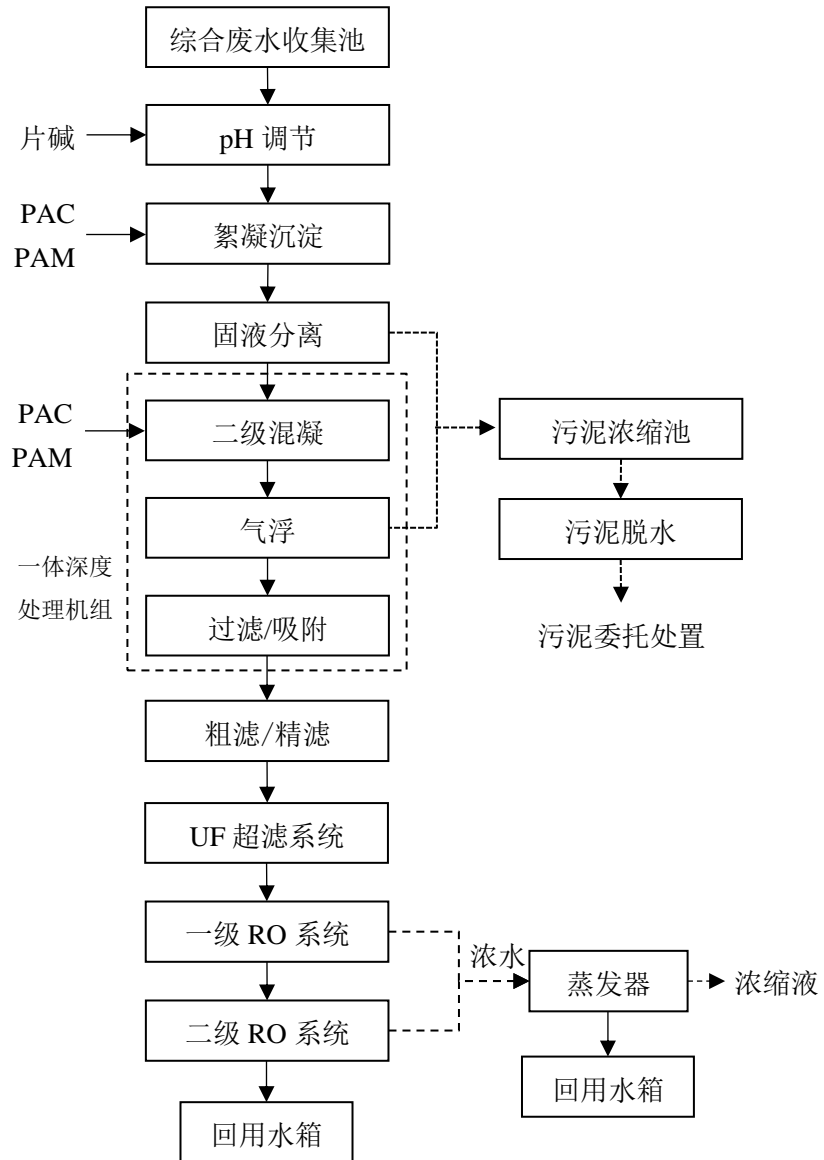 综合废水收集池
片碱
pH 调节
PAC
PAM
絮凝沉淀
固液分离
PAC
PAM
二级混凝
污泥浓缩池
气浮
污泥脱水
一体深度
处理机组
过滤/吸附
污泥委托处置
粗滤/精滤
UF 超滤系统
一级 RO 系统
浓水
蒸发器
浓缩液
二级 RO 系统
回用水箱
回用水箱